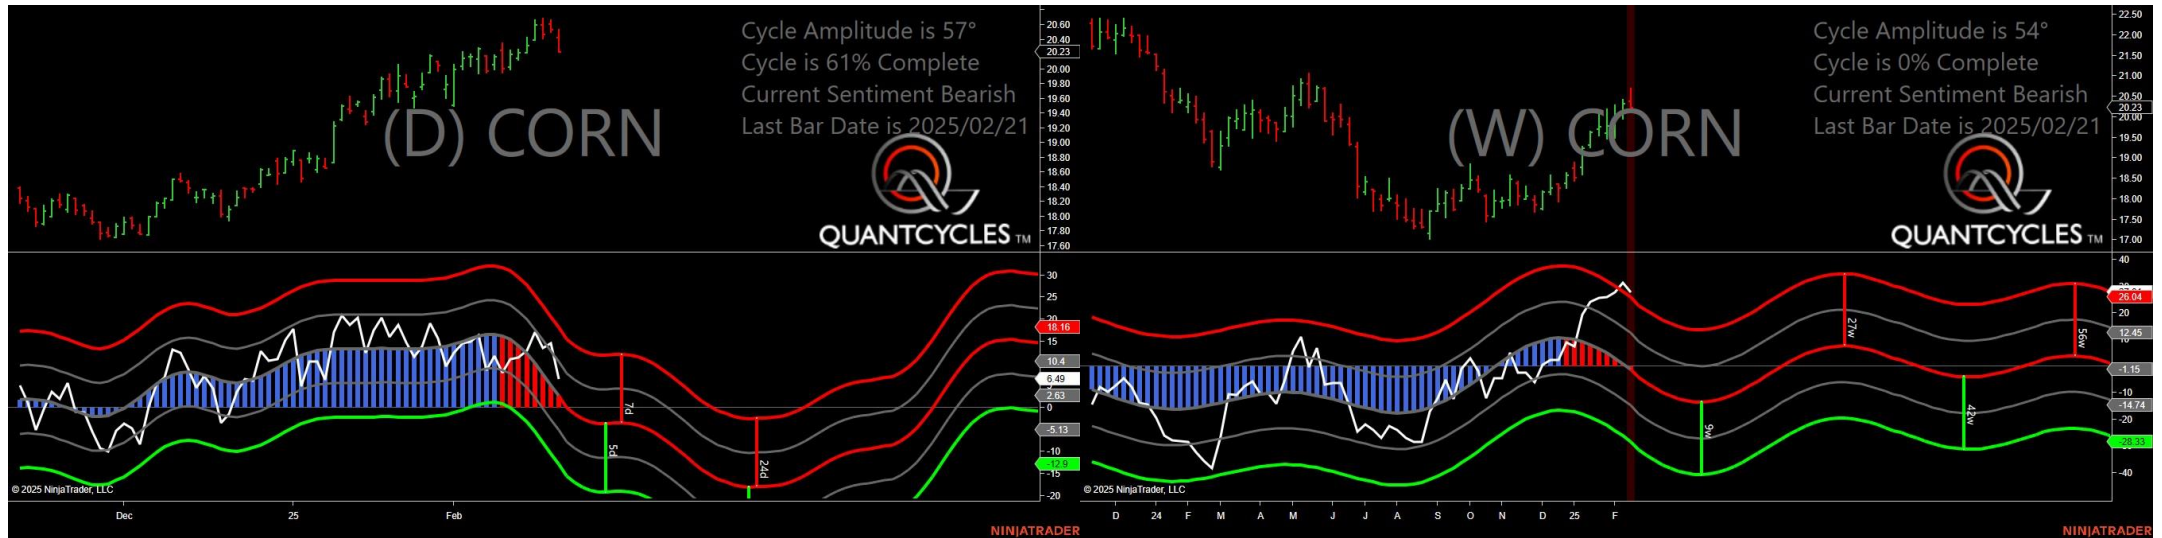 Cycle Amplitude is 57°
Cycle is 61% Complete
Current Sentiment Bearish
Last Bar Date is 2025/02/21
(D) CORN
QUANTCYCLES TM
20.60
20.40
20.23
20.00
19.80
19.60
19.40
19.20
19.00
18.80
18.60
18.40
18.20
18.00
17.80
17.60
30
25
20
18.16
15
10.4
6.49
2.63
0
-5.13
-10
-12.9
-15
-20
7d
5d
24d
© 2025 NinjaTrader, LLC
Dec
25
Feb
NINJATRADER
Cycle Amplitude is 54°
Cycle is 0% Complete
Current Sentiment Bearish
Last Bar Date is 2025/02/21
(W) CORN
QUANTCYCLES TM
22.50
22.00
21.50
21.00
20.50
20.23
20.00
19.50
19.00
18.50
18.00
17.50
17.00
40
26.04
20
12.45
10
-1.15
-10
-14.74
-20
-28.33
-40
27w
56w
9w
42w
© 2025 NinjaTrader, LLC
D
24
F
M
A
M
J
J
A
S
O
N
D
25
F
NINJATRADER